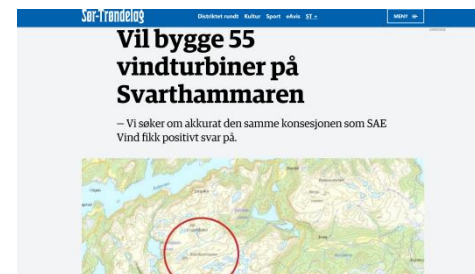 Sør-Trøndelag
Distriktet rundt Kultur Sport eAvis ST +
MENY
Vil bygge 55
vindturbiner på
Svarthammaren
– Vi søker om akkurat den samme konsesjonen som SAE
Vind fikk positivt svar på.